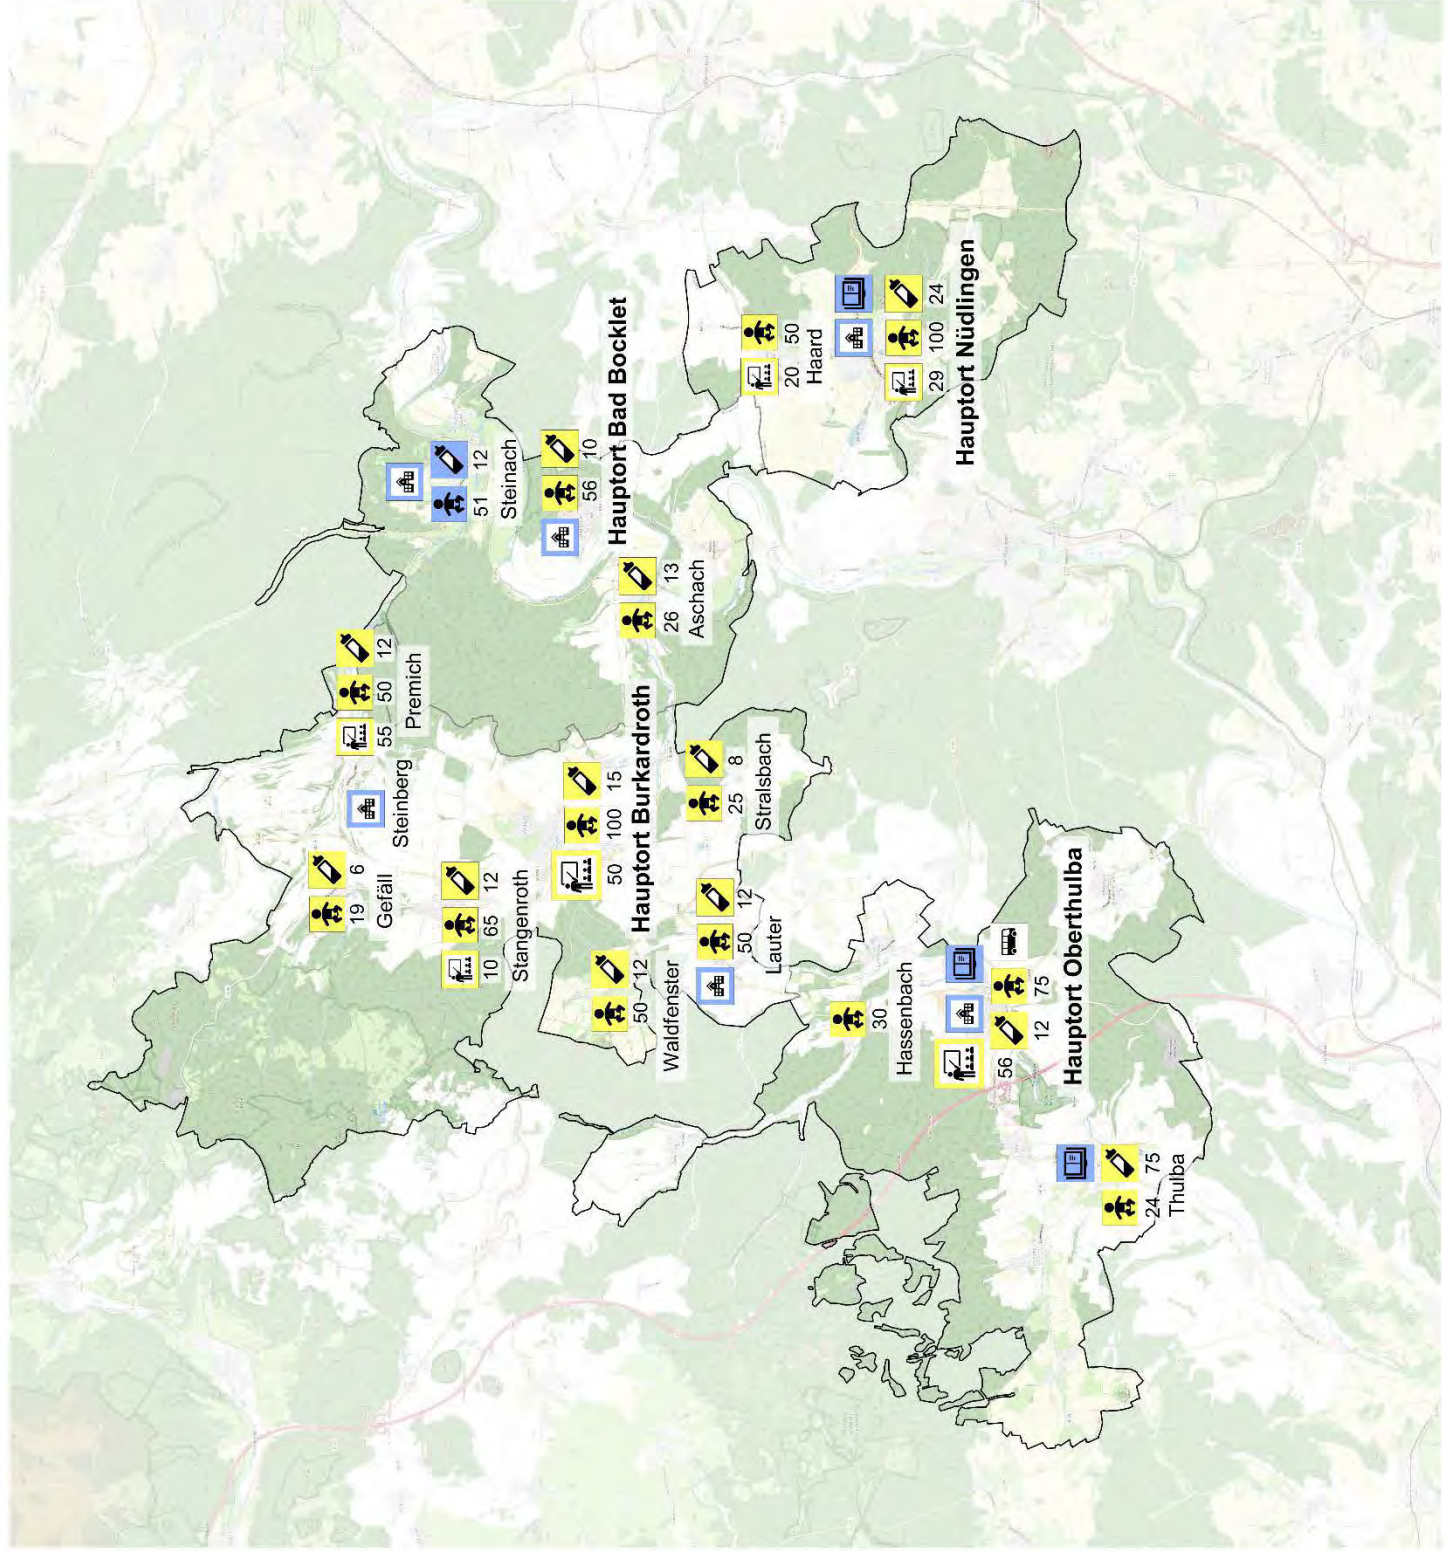 19 6
Gefäll
Steinberg
55 50 12
Premich
10 65 12
Stangenroth
51 12
Steinach
56 10
Hauptort Bad Bocklet
50 100 15
Hauptort Burkardroth
26 13
Aschach
50 12
Waldfenster
25 8
Stralsbach
50 12
Lauter
20 50
Haard
29 100 24
Hauptort Nüdlingen
30
Hassenbach
56 12 75
Hauptort Oberthulba
24 75
Thulba